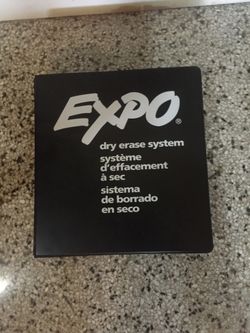 EXPO®
dry erase system
système
d'effacement
à sec
sistema
de borrado
en seco